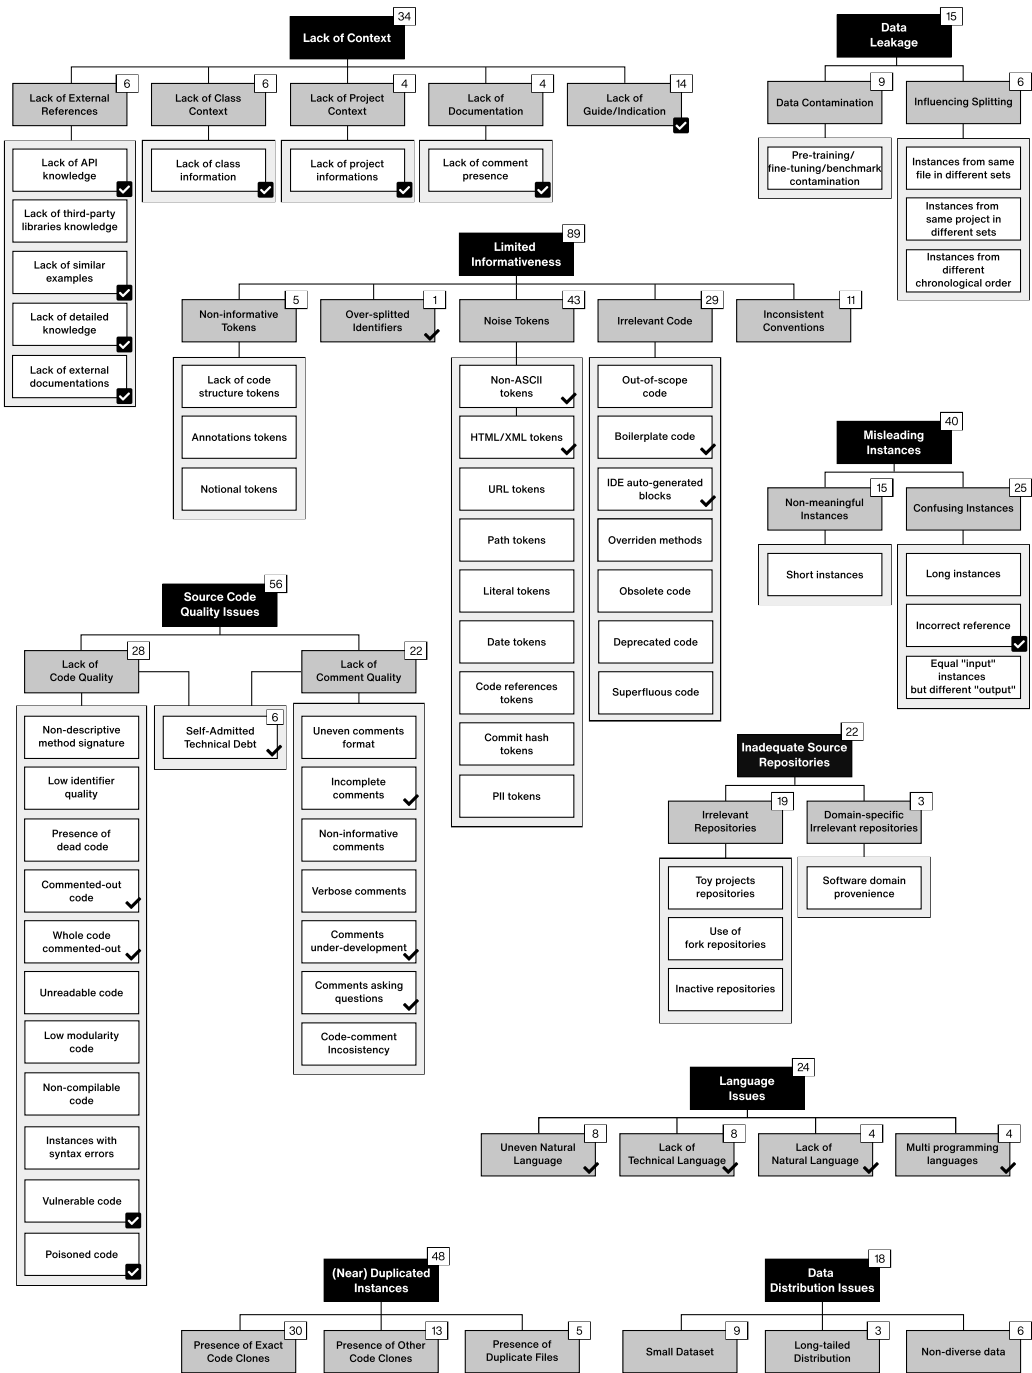 34
Lack of Context
6
Lack of External
References
6
Lack of Class
Context
4
Lack of Project
Context
4
Lack of
Documentation
14
Lack of
Guide/Indication
Lack of API
knowledge
Lack of third-party
libraries knowledge
Lack of similar
examples
Lack of detailed
knowledge
Lack of external
documentations
Lack of class
information
Lack of project
informations
Lack of comment
presence
15
Data
Leakage
9
Data Contamination
6
Influencing Splitting
Pre-training/
fine-tuning/benchmark
contamination
Instances from same
file in different sets
Instances from
same project in
different sets
Instances from
different
chronological order
89
Limited
Informativeness
5
Non-informative
Tokens
1
Over-splitted
Identifiers
43
Noise Tokens
29
Irrelevant Code
11
Inconsistent
Conventions
Lack of code
structure tokens
Annotations tokens
Notional tokens
Non-ASCII
tokens
HTML/XML tokens
URL tokens
Path tokens
Literal tokens
Date tokens
Code references
tokens
Commit hash
tokens
PII tokens
Out-of-scope
code
Boilerplate code
IDE auto-generated
blocks
Overriden methods
Obsolete code
Deprecated code
Superfluous code
40
Misleading
Instances
15
Non-meaningful
Instances
25
Confusing Instances
Short instances
Long instances
Incorrect reference
Equal "input"
instances
but different "output"
56
Source Code
Quality Issues
28
Lack of
Code Quality
22
Lack of
Comment Quality
6
Self-Admitted
Technical Debt
Non-descriptive
method signature
Low identifier
quality
Presence of
dead code
Commented-out
code
Whole code
commented-out
Unreadable code
Low modularity
code
Non-compilable
code
Instances with
syntax errors
Vulnerable code
Poisoned code
Uneven comments
format
Incomplete
comments
Non-informative
comments
Verbose comments
Comments
under-development
Comments asking
questions
Code-comment
Incosistency
22
Inadequate Source
Repositories
19
Irrelevant
Repositories
3
Domain-specific
Irrelevant repositories
Toy projects
repositories
Use of
fork repositories
Inactive repositories
Software domain
provenience
24
Language
Issues
8
Uneven Natural
Language
8
Lack of
Technical Language
4
Lack of
Natural Language
4
Multi programming
languages
48
(Near) Duplicated
Instances
30
Presence of Exact
Code Clones
13
Presence of Other
Code Clones
5
Presence of
Duplicate Files
18
Data
Distribution Issues
9
Small Dataset
3
Long-tailed
Distribution
6
Non-diverse data